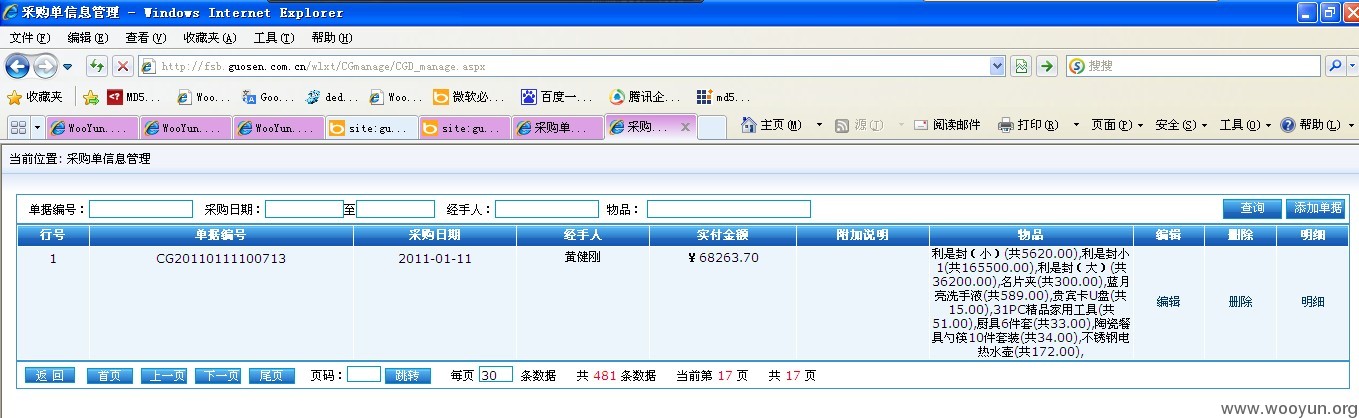 采购单信息管理 - Windows Internet Explorer
文件(F) 编辑(E) 查看(V) 收藏夹(A) 工具(T) 帮助(H)
http://fsb.guosen.com.cn/wlxt/CGmanage/CGD_manage.aspx 搜搜
收藏夹 MD5... Woo... Goo... ded... Woo... 微软必... 百度一... 腾讯企... md5...
WooYun.... WooYun.... WooYun.... site:gu... site:gu... 采购单... 采购... 主页(M) 源(J) 阅读邮件 打印(R) 页面(P) 安全(S) 工具(O) 帮助(L)
当前位置: 采购单信息管理
单据编号: 采购日期: 至 经手人: 物品: 查询 添加单据
行号 单据编号 采购日期 经手人 实付金额 附加说明 物品 编辑 删除 明细
1 CG20110111100713 2011-01-11 黄健刚 ¥68263.70 编辑 删除 明细
利是封(小)(共5620.00),利是封小
1(共165500.00),利是封(大)(共
36200.00),名片夹(共300.00),蓝月
亮洗手液(共589.00),贵宾卡U盘(共
15.00),31PC精品家用工具(共
51.00),厨具6件套(共33.00),陶瓷餐
具勺筷10件套装(共34.00),不锈钢电
热水壶(共172.00),
返 回 首页 上一页 下一页 尾页 页码: 跳转 每页 30 条数据 共 481 条数据 当前第 17 页 共 17 页
www.wooyun.org